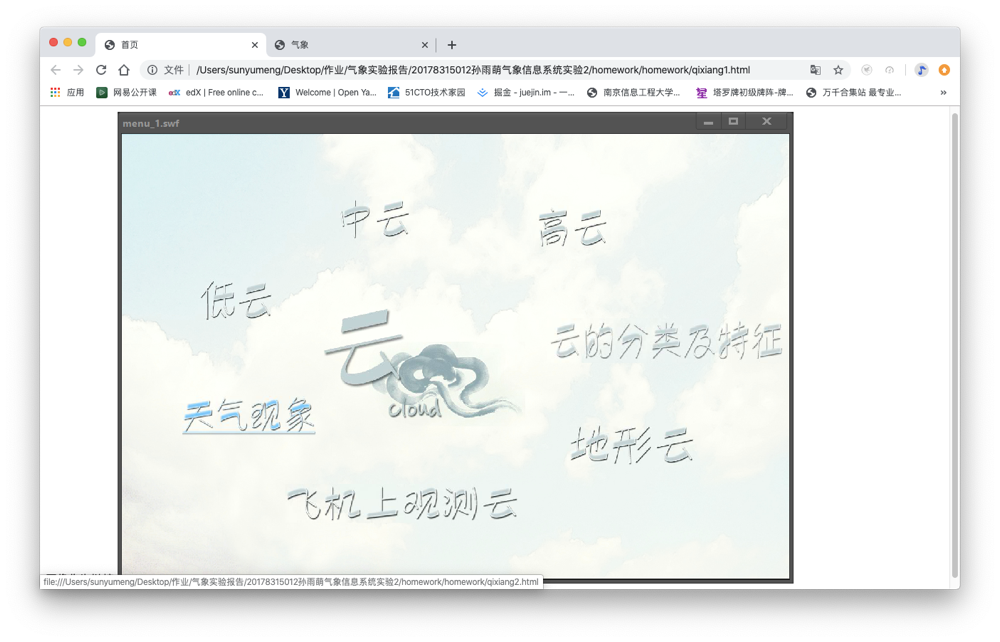 首页
气象
文件
/Users/sunyumeng/Desktop/作业/气象实验报告/20178315012孙雨萌气象信息系统实验2/homework/homework/qixiang1.html
应用
网易公开课
edX | Free online c...
Welcome | Open Ya...
51CTO技术家园
掘金 - juejin.im - 一...
南京信息工程大学...
塔罗牌初级牌阵-牌...
万千合集站 最专业...
»
menu_1.swf
中云
高云
低云
云
云的分类及特征
cloud
天气现象
地形云
飞机上观测云
file:///Users/sunyumeng/Desktop/作业/气象实验报告/20178315012孙雨萌气象信息系统实验2/homework/homework/qixiang2.html